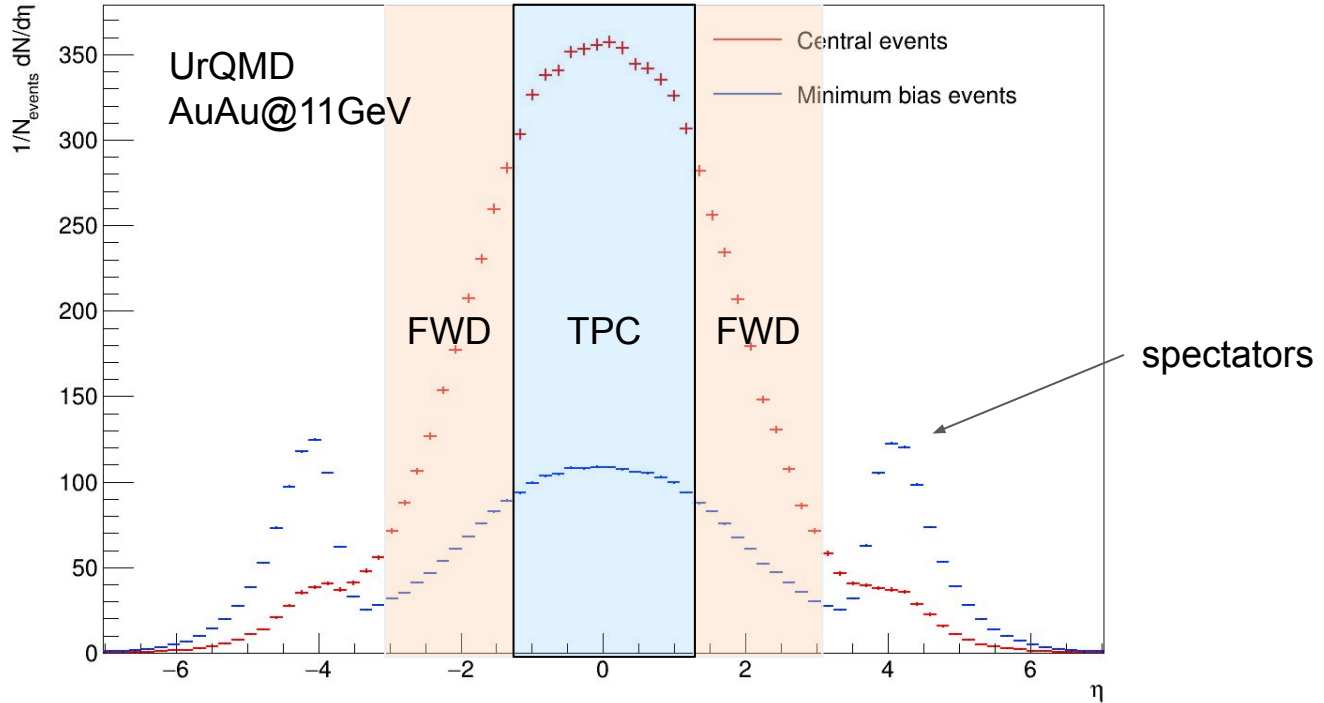 1/N_events dN/dη
350
300
250
200
150
100
50
0
UrQMD
AuAu@11GeV
Central events
Minimum bias events
FWD
TPC
FWD
spectators
−6
−4
−2
0
2
4
6
η